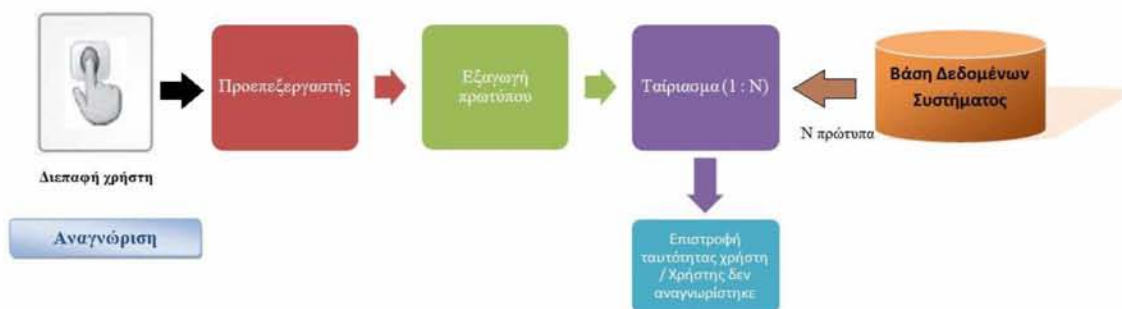 Προεπεξεργαστής
Εξαγωγή
πρωτύπου
Ταίριασμα (1 : N)
Βάση Δεδομένων
Συστήματος
N πρότυπα
Διεπαφή χρήστη
Αναγνώριση
Επιστροφή
ταυτότητας χρήστη
/ Χρήστης δεν
αναγνωρίστηκε